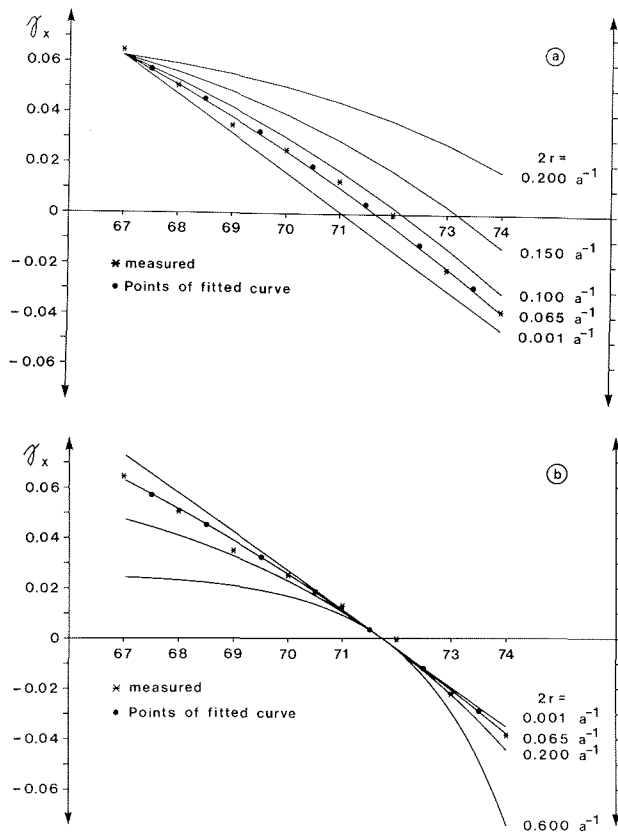 γx
ⓐ
0.06
0.04
0.02
0
-0.02
-0.04
-0.06
67 68 69 70 71 72 73 74
* measured
● Points of fitted curve
2r =
0.200 a⁻¹
0.150 a⁻¹
0.100 a⁻¹
0.065 a⁻¹
0.001 a⁻¹
γx
ⓑ
0.06
0.04
0.02
0
-0.02
-0.04
-0.06
67 68 69 70 71 72 73 74
* measured
● Points of fitted curve
2r =
0.001 a⁻¹
0.065 a⁻¹
0.200 a⁻¹
0.600 a⁻¹